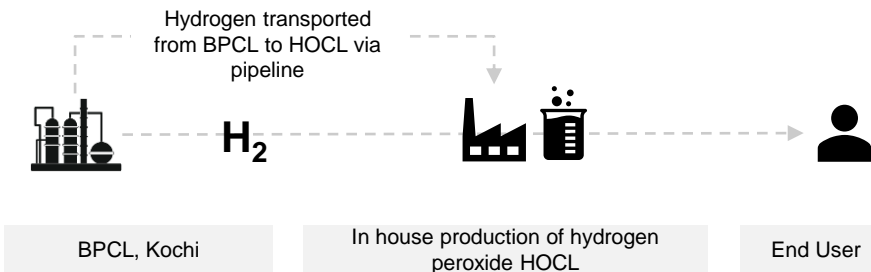 Hydrogen transported
from BPCL to HOCL via
pipeline
H2
BPCL, Kochi
In house production of hydrogen
peroxide HOCL
End User